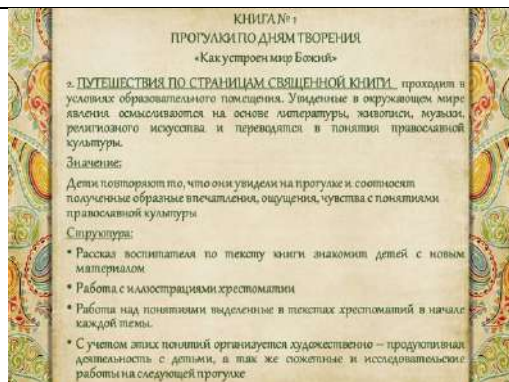 КНИГА № 1
ПРОГУЛКИ ПО ДНЯМ ТВОРЕНИЯ
«Как устроен мир Божий»
2. ПУТЕШЕСТВИЯ ПО СТРАНИЦАМ СВЯЩЕННОЙ КНИГИ проходит в
условиях образовательного помещения. Увиденные в окружающем мире
явления осмысливаются на основе литературы, живописи, музыки,
религиозного искусства и переводятся в понятия православной
культуры.
Значение:
Дети повторяют то, что они увидели на прогулке и соотносят
полученные образные впечатления, ощущения, чувства с понятиями
православной культуры
Структура:
* Рассказ воспитателя по тексту книги знакомит детей с новым
материалом
* Работа с иллюстрациями хрестоматии
* Работа над понятиями выделенные в текстах хрестоматий в начале
каждой темы.
* С учетом этих понятий организуется художественно – продуктивная
деятельность с детьми, а так же сюжетные и исследовательские
работы на следующей прогулке